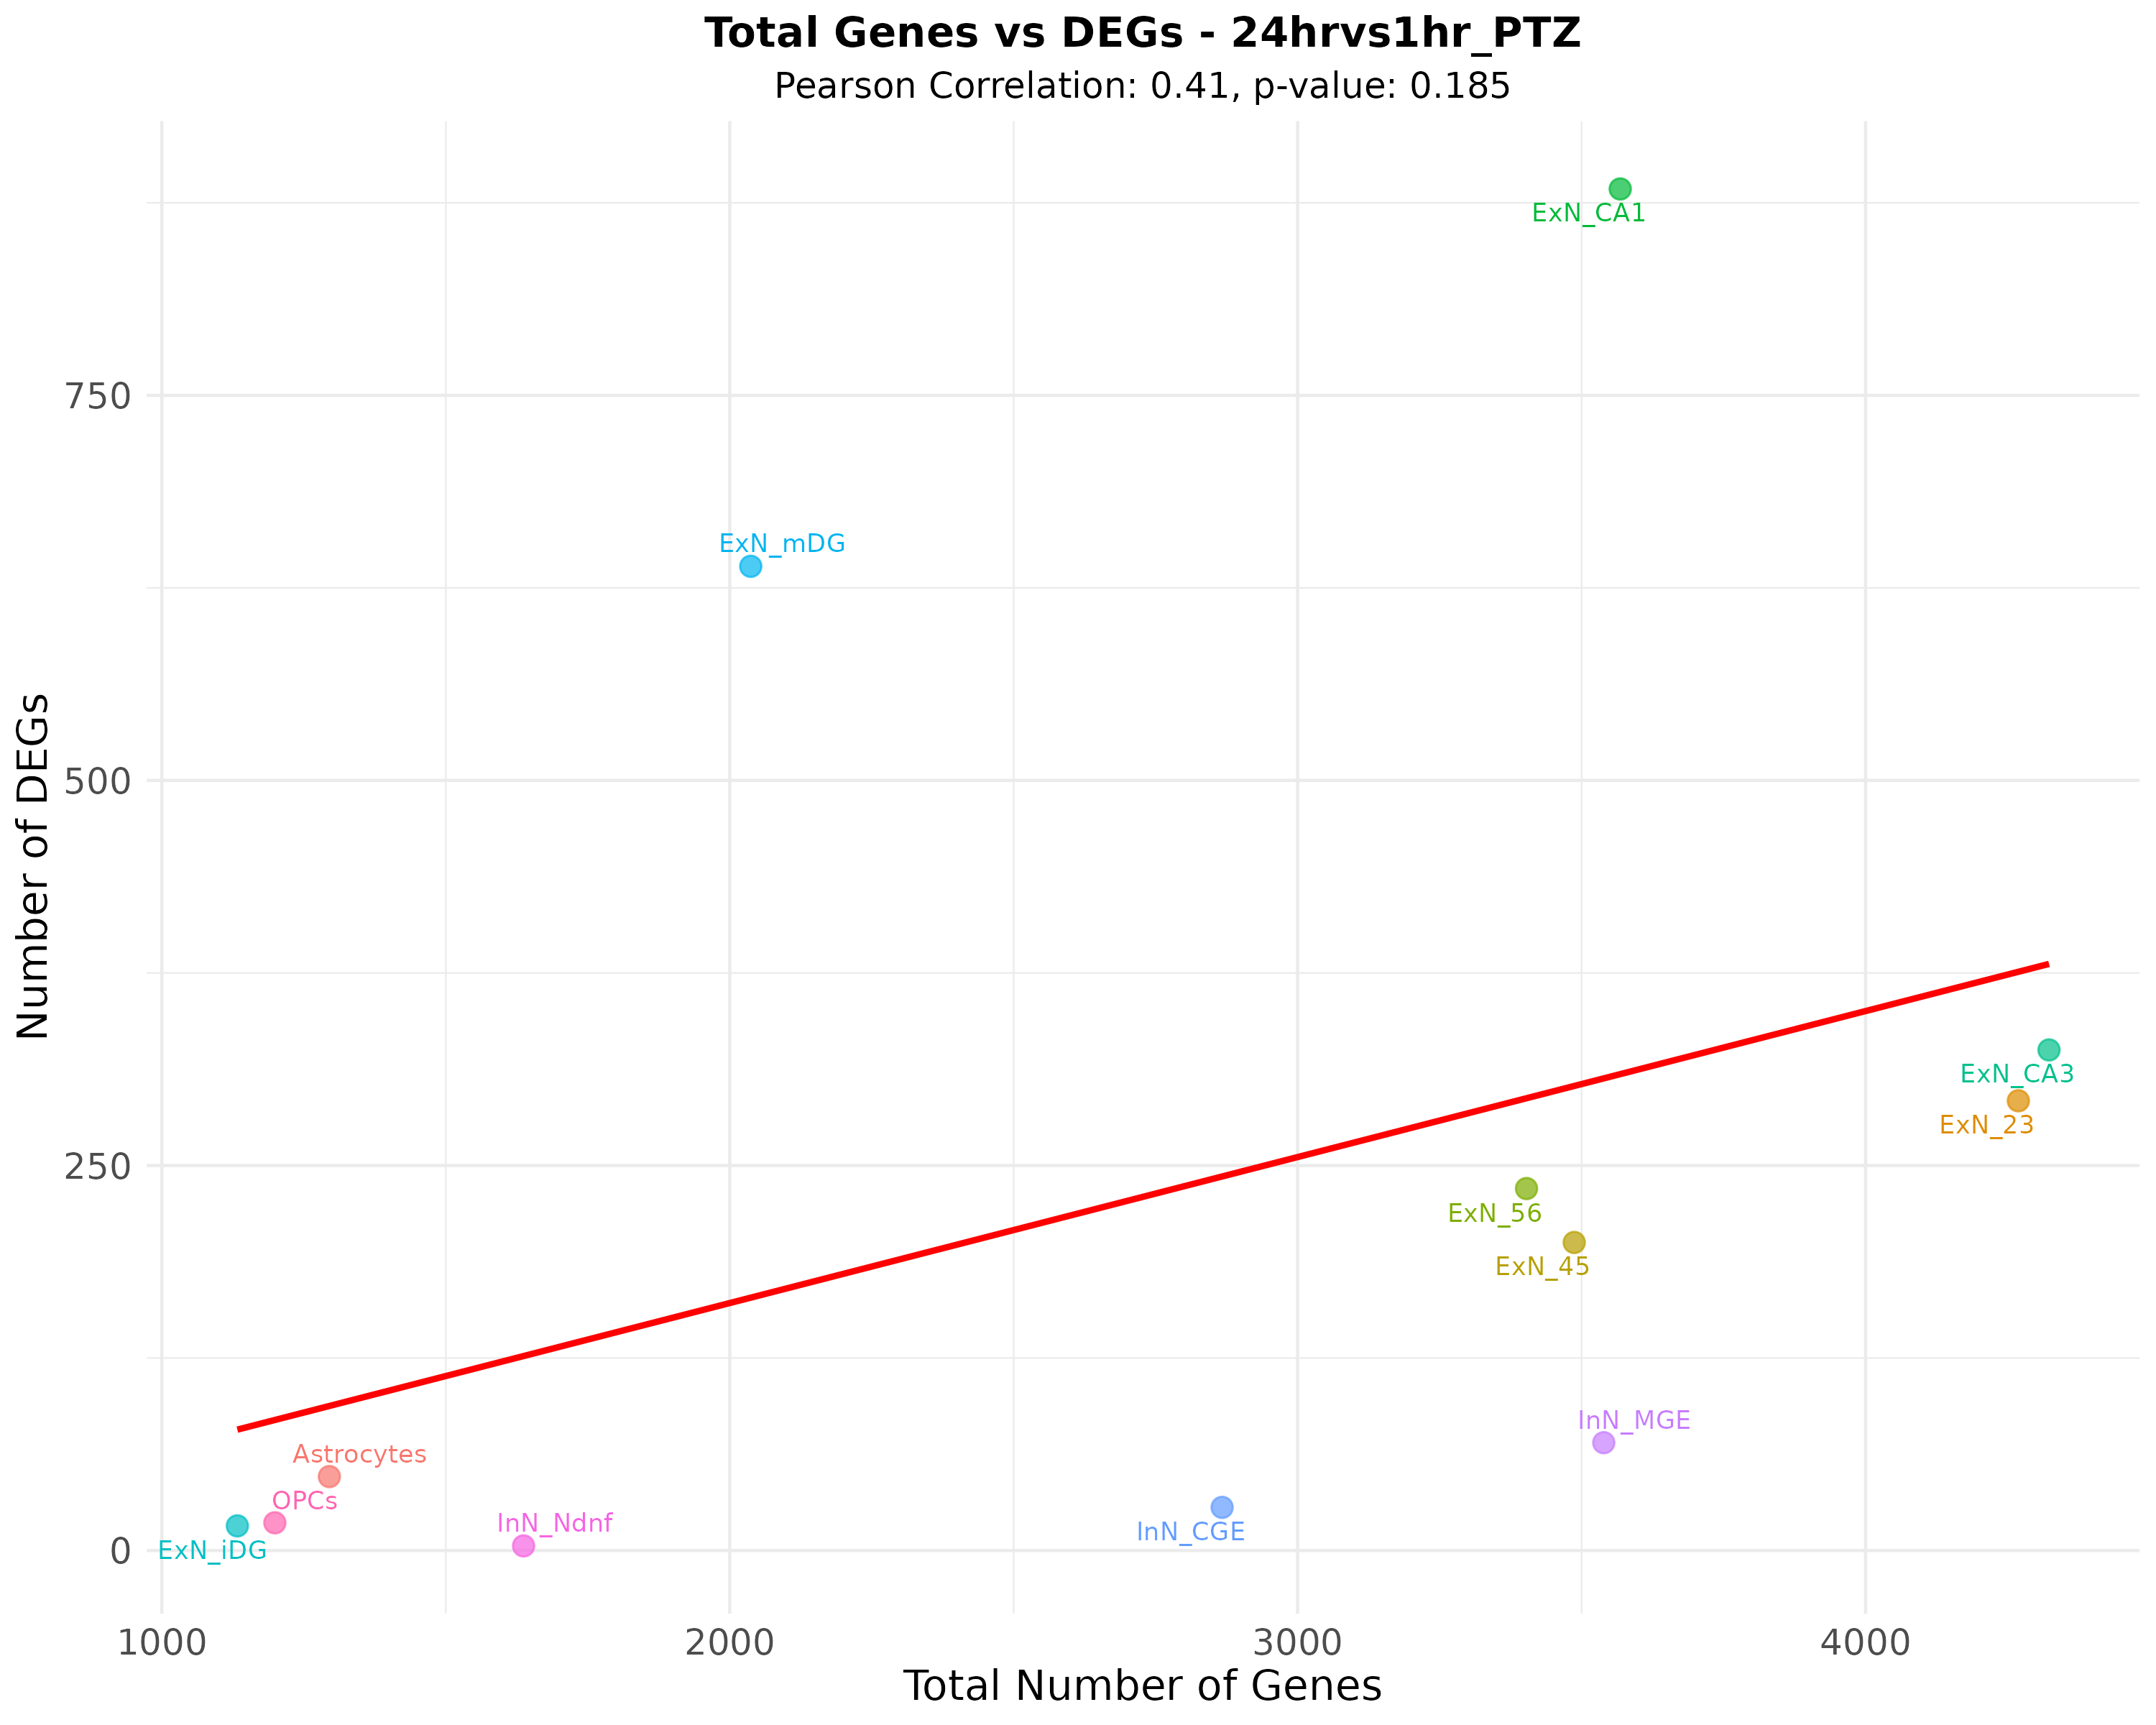 Total Genes vs DEGs - 24hrvs1hr_PTZ
Pearson Correlation: 0.41, p-value: 0.185
ExN_CA1
750
ExN_mDG
Number of DEGs
500
ExN_CA3
ExN_23
250
ExN_56
ExN_45
InN_MGE
Astrocytes
OPCs
InN_Ndnf
InN_CGE
0
ExN_iDG
1000 2000 3000 4000
Total Number of Genes